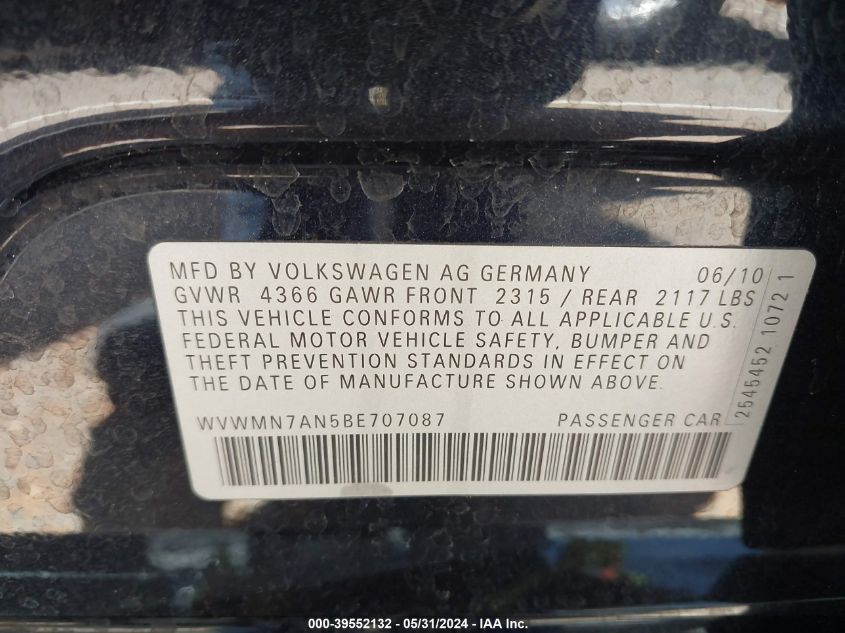 MFD BY VOLKSWAGEN AG GERMANY 06/10
GVWR 4366 GAWR FRONT 2315 / REAR 2117 LBS
THIS VEHICLE CONFORMS TO ALL APPLICABLE U.S.
FEDERAL MOTOR VEHICLE SAFETY, BUMPER AND
THEFT PREVENTION STANDARDS IN EFFECT ON
THE DATE OF MANUFACTURE SHOWN ABOVE.
WVWMN7AN5BE707087 PASSENGER CAR
2545452 1072 1
000-39552132 - 05/31/2024 - IAA Inc.